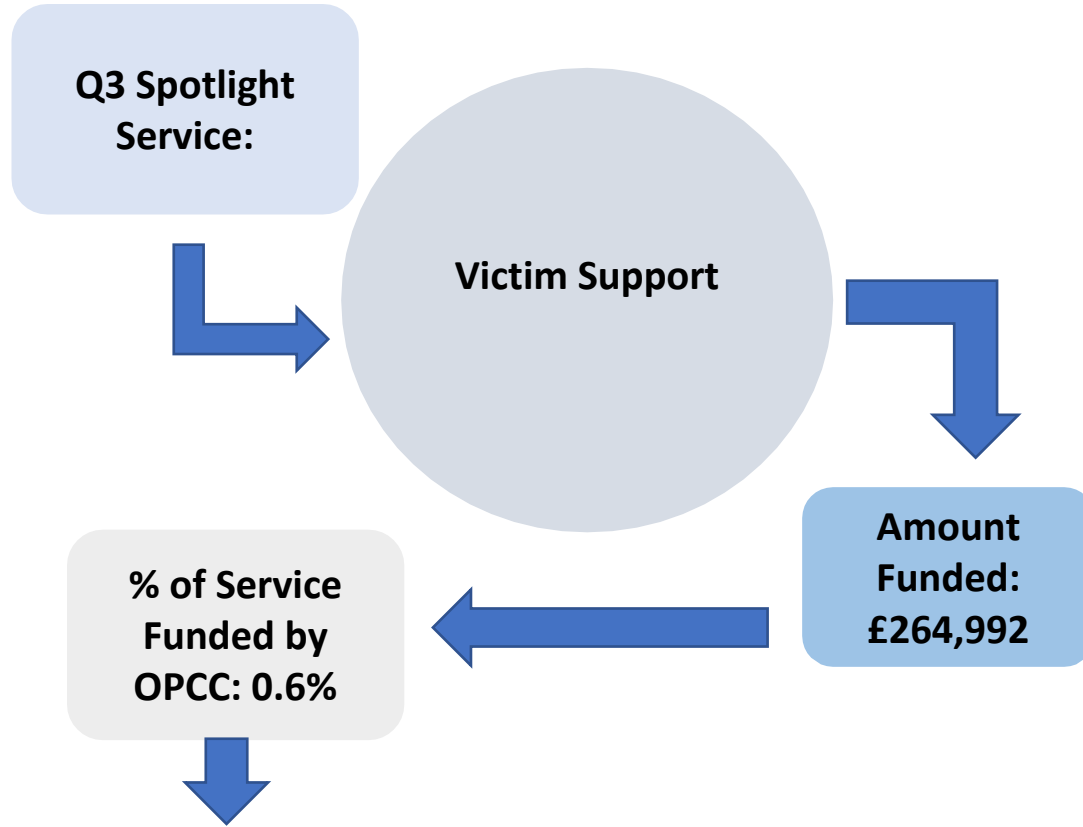 Q3 Spotlight
Service:
Victim Support
Amount
Funded:
£264,992
% of Service
Funded by
OPCC: 0.6%